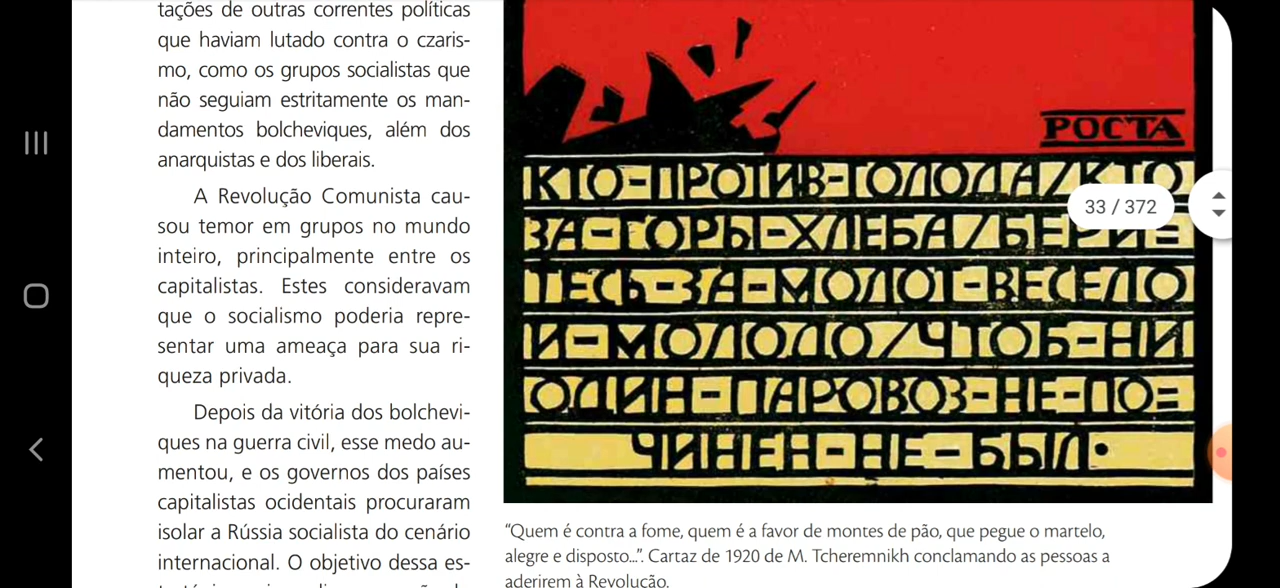 tações de outras correntes políticas
que haviam lutado contra o czaris-
mo, como os grupos socialistas que
não seguiam estritamente os man-
damentos bolcheviques, além dos
anarquistas e dos liberais.
A Revolução Comunista cau-
sou temor em grupos no mundo
inteiro, principalmente entre os
capitalistas. Estes consideravam
que o socialismo poderia repre-
sentar uma ameaça para sua ri-
queza privada.
Depois da vitória dos bolchevi-
ques na guerra civil, esse medo au-
mentou, e os governos dos países
capitalistas ocidentais procuraram
isolar a Rússia socialista do cenário
internacional. O objetivo dessa es-
РОСТА
КТО-ПРОТИВ-ГОЛОДА/КТО
ЗА-ГОРЫ-ХЛЕБА/БЕРИ=
ТЕСЬ-ЗА-МОЛОТ-ВЕСЕЛО
И-МОЛОДО/ЧТОБ-НИ
ОДИН-ПАРОВОЗ-НЕ-ПО=
ЧИНЕН-НЕ-БЫЛ•
33 / 372
“Quem é contra a fome, quem é a favor de montes de pão, que pegue o martelo,
alegre e disposto...”. Cartaz de 1920 de M. Tcheremnikh conclamando as pessoas a
aderirem à Revolução.